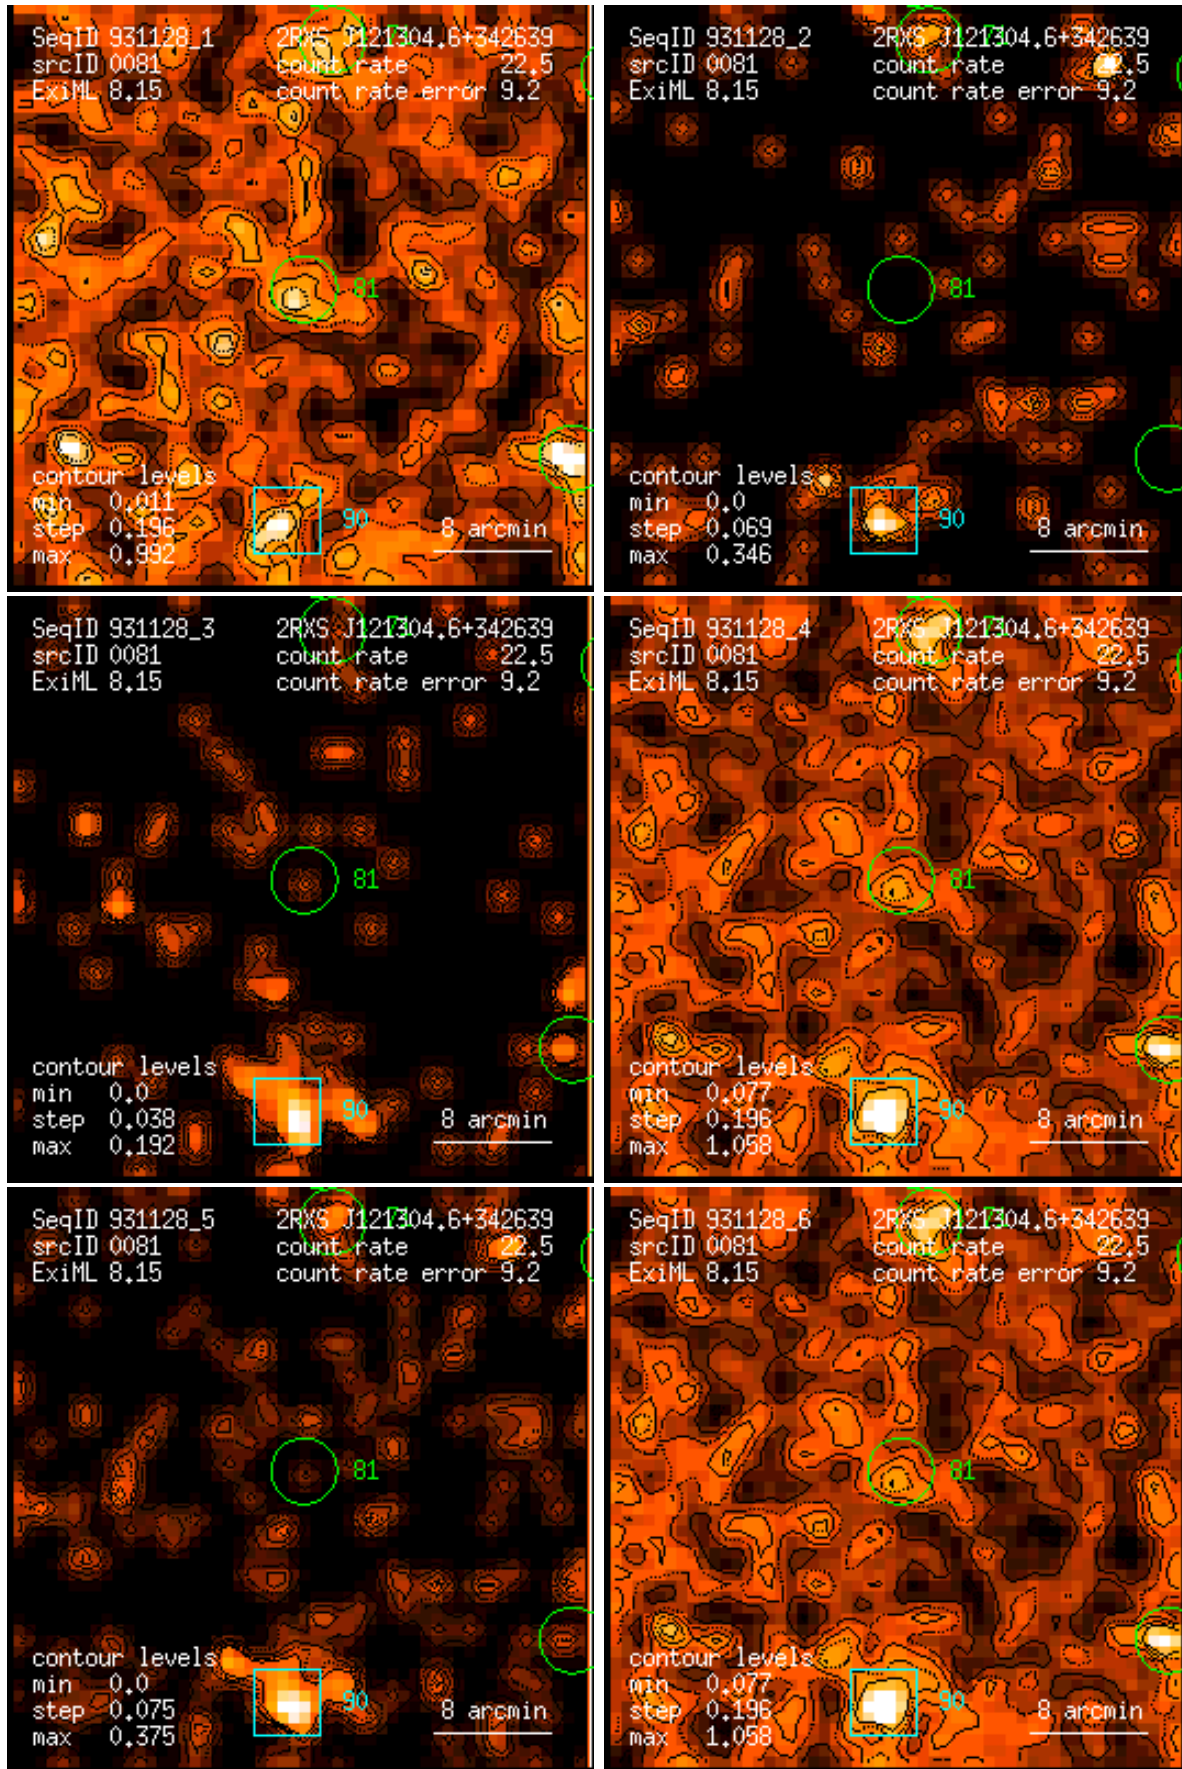 SeqID 931128_1 2RXS J121304.6+342639
srcID 0081 count rate 22.5
ExiML 8.15 count rate error 9.2
81
contour levels
min 0.011
step 0.196 90 8 arcmin
max 0.992
SeqID 931128_2 2RXS J121304.6+342639
srcID 0081 count rate 22.5
ExiML 8.15 count rate error 9.2
81
contour levels
min 0.0
step 0.069 90 8 arcmin
max 0.346
SeqID 931128_3 2RXS J121304.6+342639
srcID 0081 count rate 22.5
ExiML 8.15 count rate error 9.2
81
contour levels
min 0.0
step 0.038 90 8 arcmin
max 0.192
SeqID 931128_4 2RXS J121304.6+342639
srcID 0081 count rate 22.5
ExiML 8.15 count rate error 9.2
81
contour levels
min 0.077
step 0.196 90 8 arcmin
max 1.058
SeqID 931128_5 2RXS J121304.6+342639
srcID 0081 count rate 22.5
ExiML 8.15 count rate error 9.2
81
contour levels
min 0.0
step 0.075 90 8 arcmin
max 0.375
SeqID 931128_6 2RXS J121304.6+342639
srcID 0081 count rate 22.5
ExiML 8.15 count rate error 9.2
81
contour levels
min 0.077
step 0.196 90 8 arcmin
max 1.058